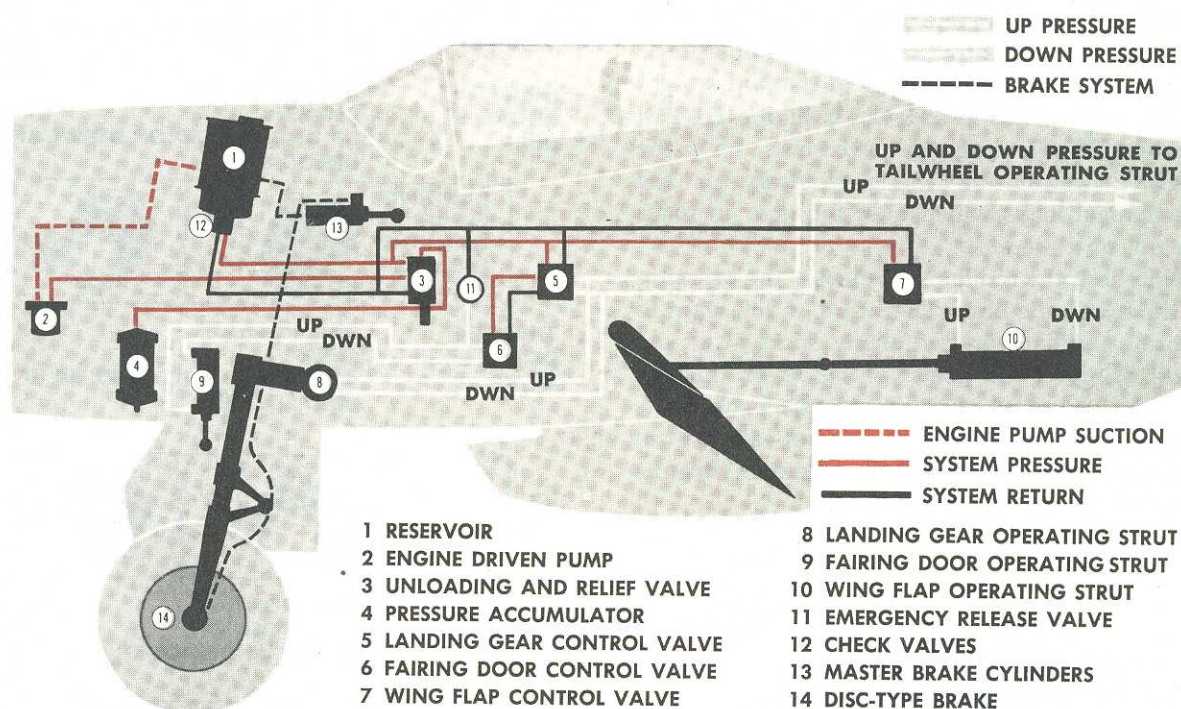 UP PRESSURE
DOWN PRESSURE
BRAKE SYSTEM
UP AND DOWN PRESSURE TO
TAILWHEEL OPERATING STRUT
UP
DWN
1
12
13
2
3
11
5
7
4
9
UP
DWN
8
6
DWN
UP
UP
10
DWN
ENGINE PUMP SUCTION
SYSTEM PRESSURE
SYSTEM RETURN
14
1 RESERVOIR
2 ENGINE DRIVEN PUMP
3 UNLOADING AND RELIEF VALVE
4 PRESSURE ACCUMULATOR
5 LANDING GEAR CONTROL VALVE
6 FAIRING DOOR CONTROL VALVE
7 WING FLAP CONTROL VALVE
8 LANDING GEAR OPERATING STRUT
9 FAIRING DOOR OPERATING STRUT
10 WING FLAP OPERATING STRUT
11 EMERGENCY RELEASE VALVE
12 CHECK VALVES
13 MASTER BRAKE CYLINDERS
14 DISC-TYPE BRAKE